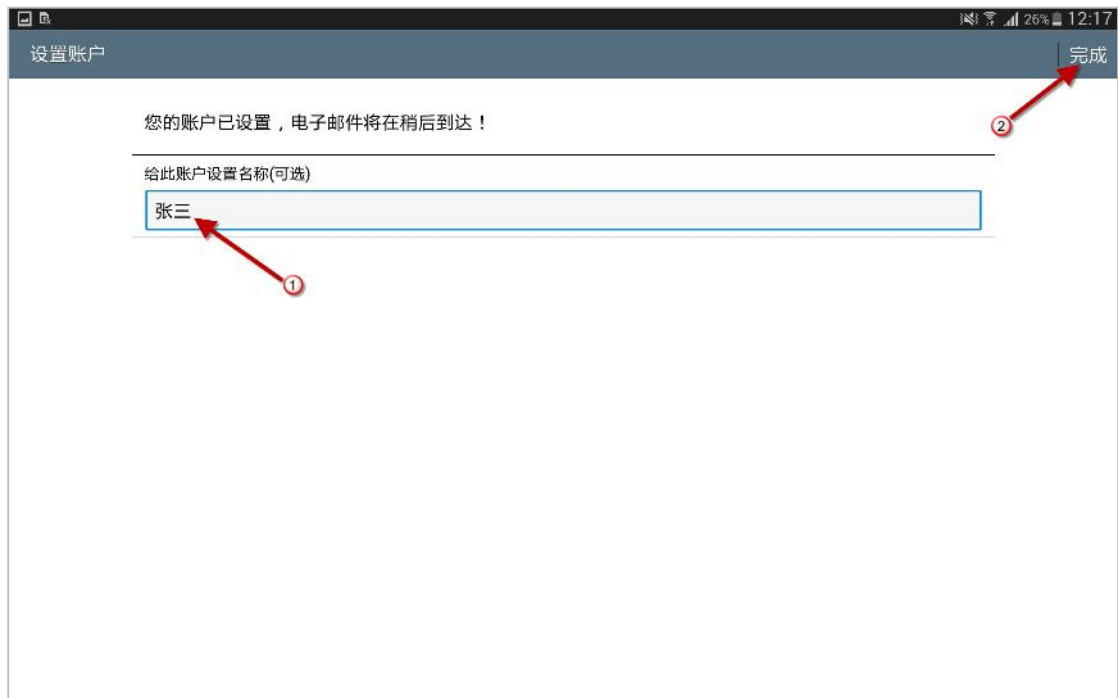 26% 12:17
设置账户
完成
②
您的账户已设置，电子邮件将在稍后到达！
给此账户设置名称(可选)
张三
①